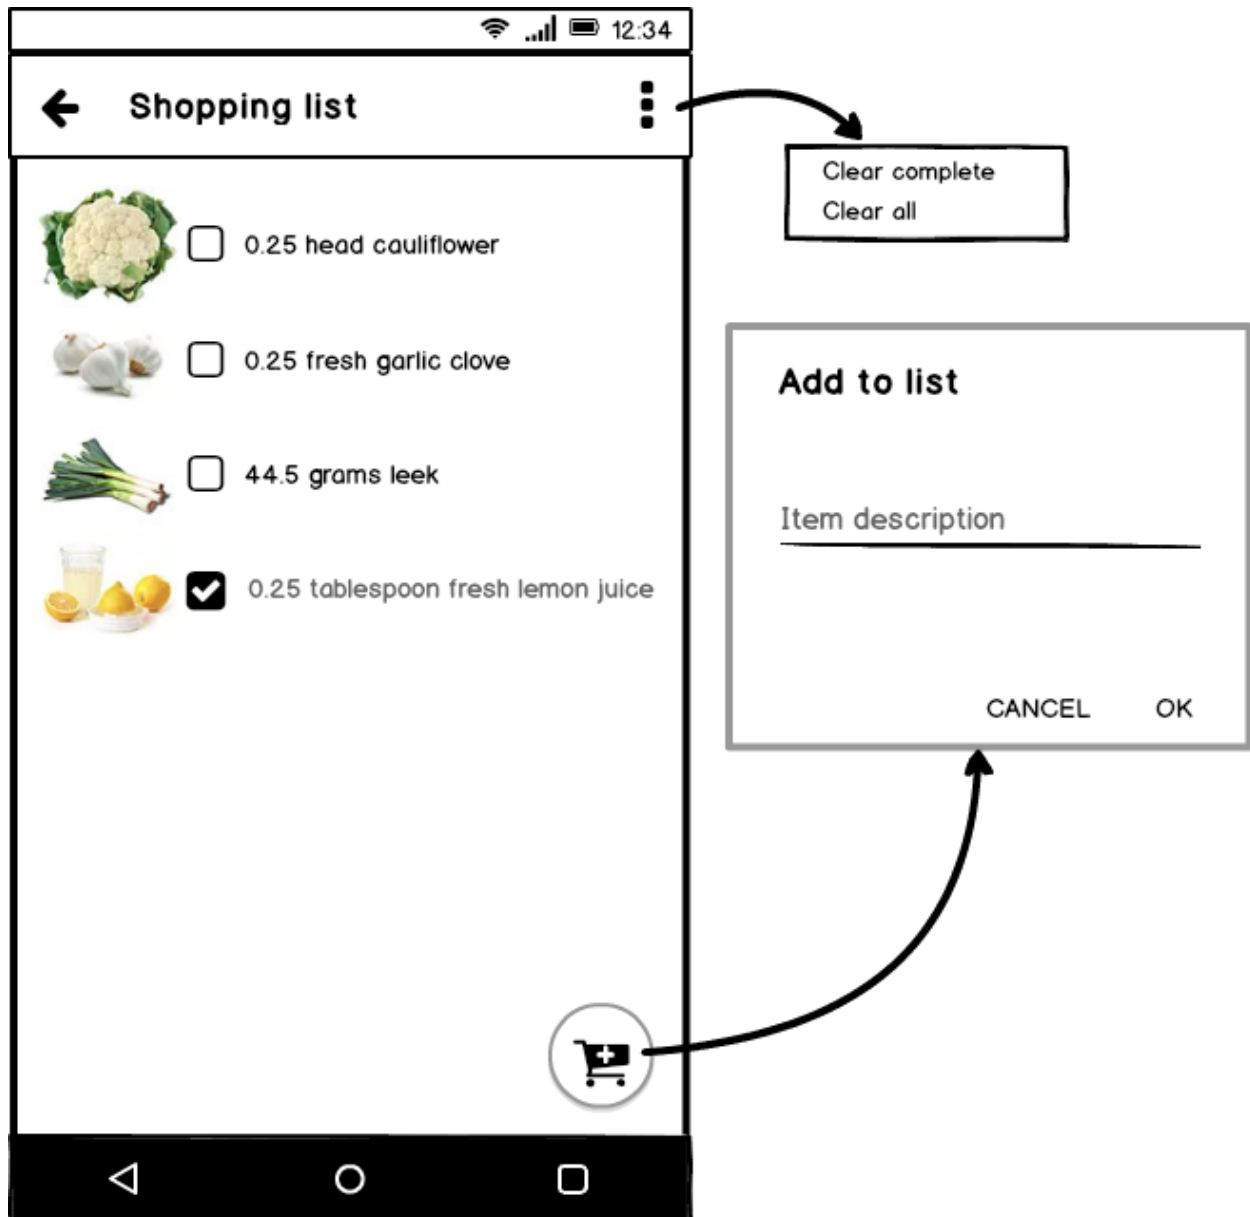 12:34
Shopping list
Clear complete
Clear all
0.25 head cauliflower
0.25 fresh garlic clove
44.5 grams leek
0.25 tablespoon fresh lemon juice
Add to list
Item description
CANCEL OK